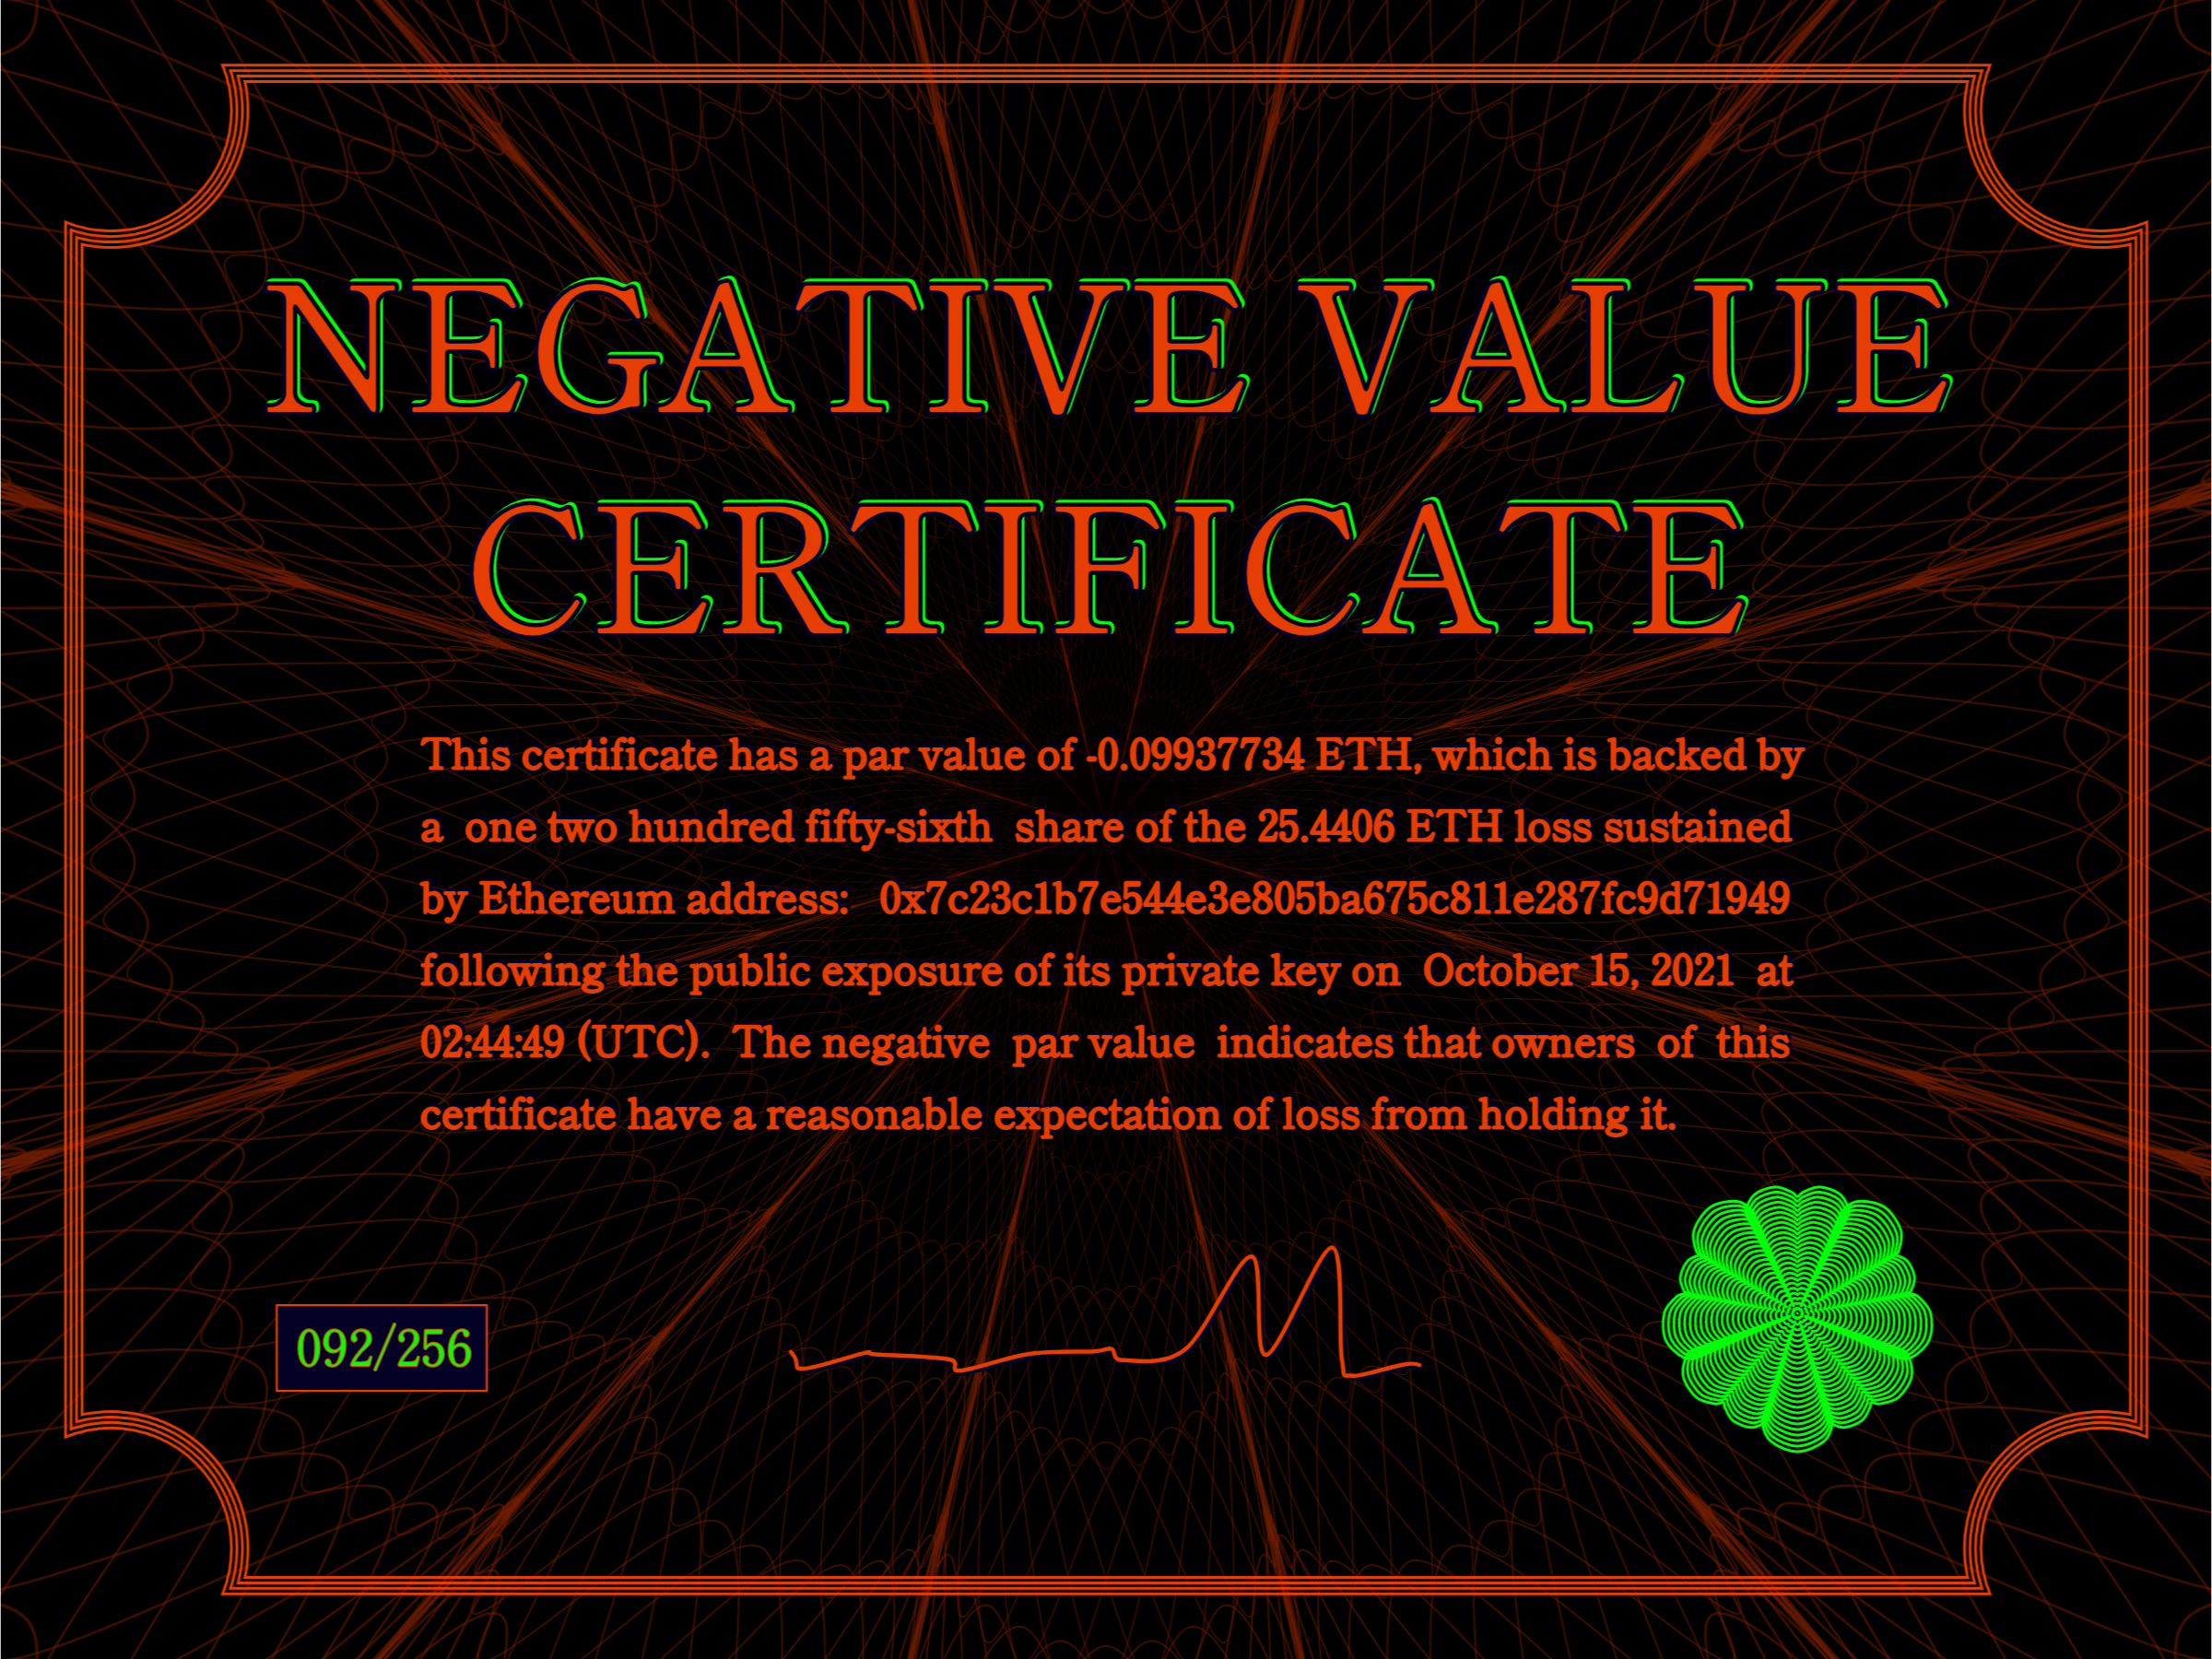 NEGATIVE VALUE
CERTIFICATE
This certificate has a par value of -0.09937734 ETH, which is backed by
a one two hundred fifty-sixth share of the 25.4406 ETH loss sustained
by Ethereum address: 0x7c23c1b7e544e3e805ba675c811e287fc9d71949
following the public exposure of its private key on October 15, 2021 at
02:44:49 (UTC). The negative par value indicates that owners of this
certificate have a reasonable expectation of loss from holding it.
092/256